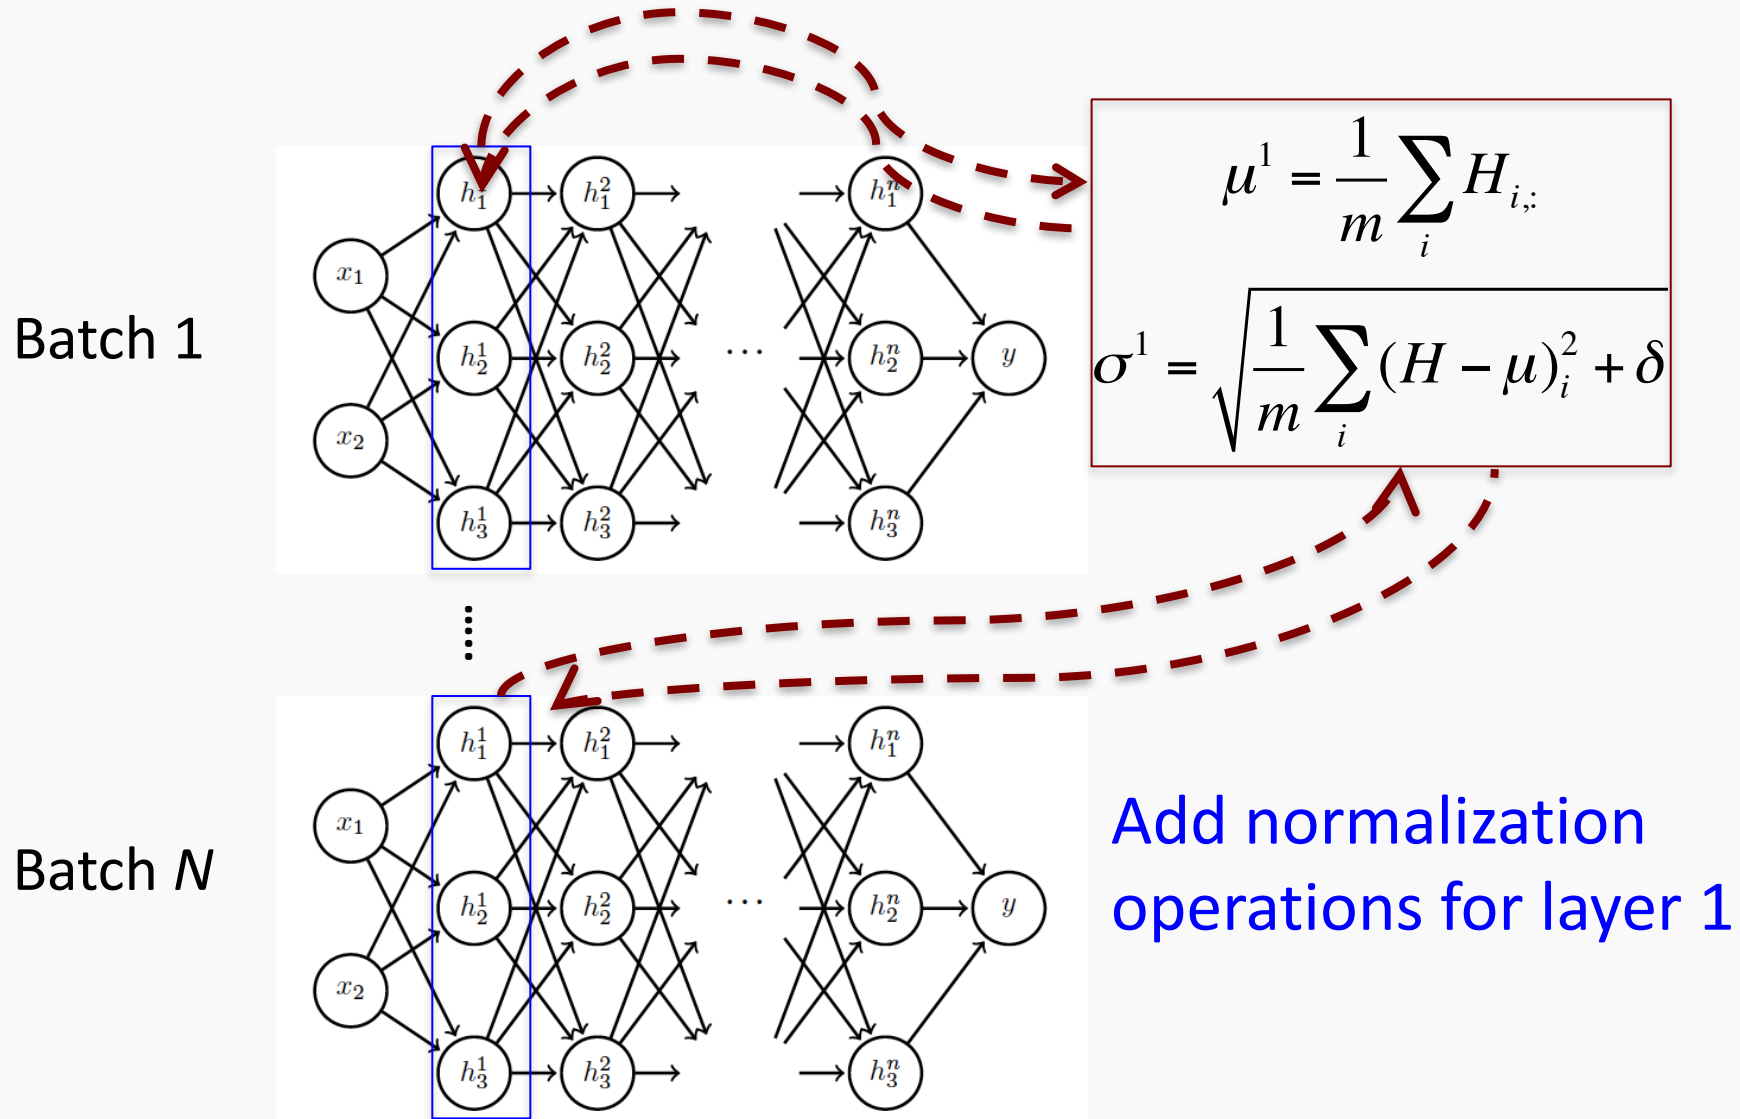 Batch 1
x₁
x₂
h₁¹
h₂¹
h₃¹
h₁²
h₂²
h₃²
...
h₁ⁿ
h₂ⁿ
h₃ⁿ
y
μ¹ = 1/m ∑ᵢ H_{i,:}
σ¹ = √(1/m ∑ᵢ (H − μ)ᵢ² + δ)
Batch N
x₁
x₂
h₁¹
h₂¹
h₃¹
h₁²
h₂²
h₃²
...
h₁ⁿ
h₂ⁿ
h₃ⁿ
y
Add normalization
operations for layer 1